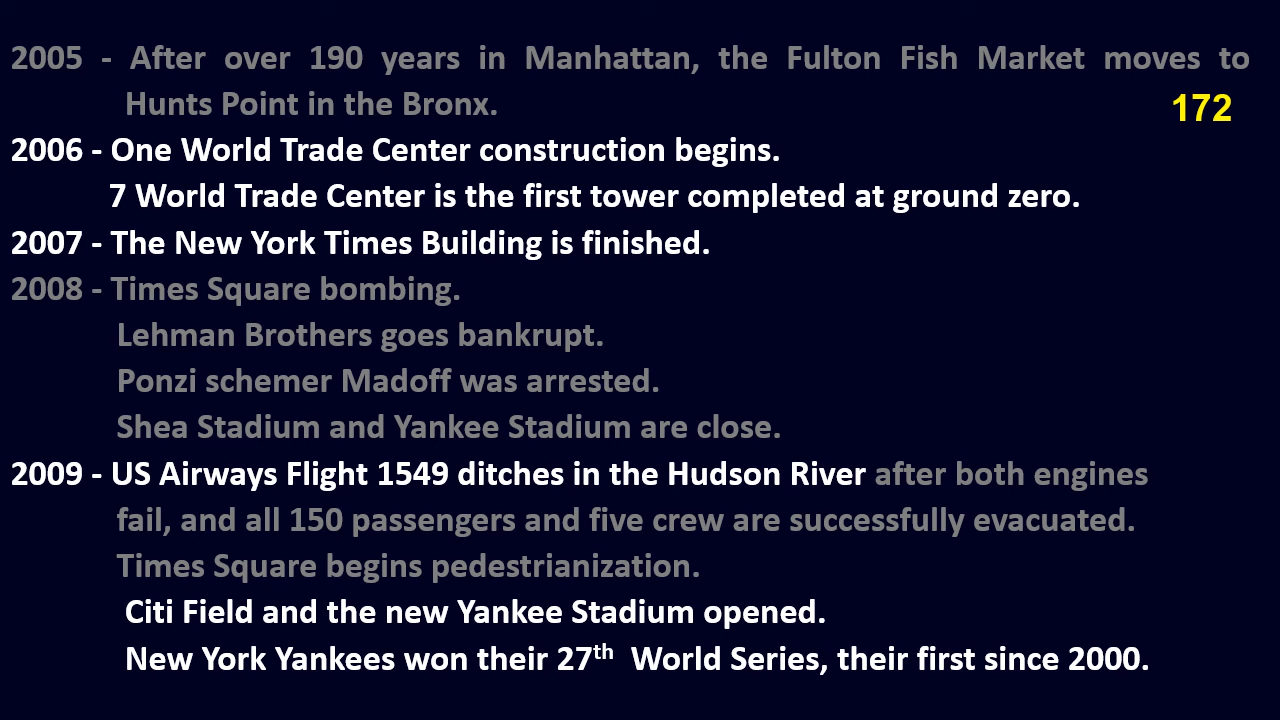 2005 - After over 190 years in Manhattan, the Fulton Fish Market moves to
Hunts Point in the Bronx.
172
2006 - One World Trade Center construction begins.
7 World Trade Center is the first tower completed at ground zero.
2007 - The New York Times Building is finished.
2008 - Times Square bombing.
Lehman Brothers goes bankrupt.
Ponzi schemer Madoff was arrested.
Shea Stadium and Yankee Stadium are close.
2009 - US Airways Flight 1549 ditches in the Hudson River after both engines
fail, and all 150 passengers and five crew are successfully evacuated.
Times Square begins pedestrianization.
Citi Field and the new Yankee Stadium opened.
New York Yankees won their 27th World Series, their first since 2000.